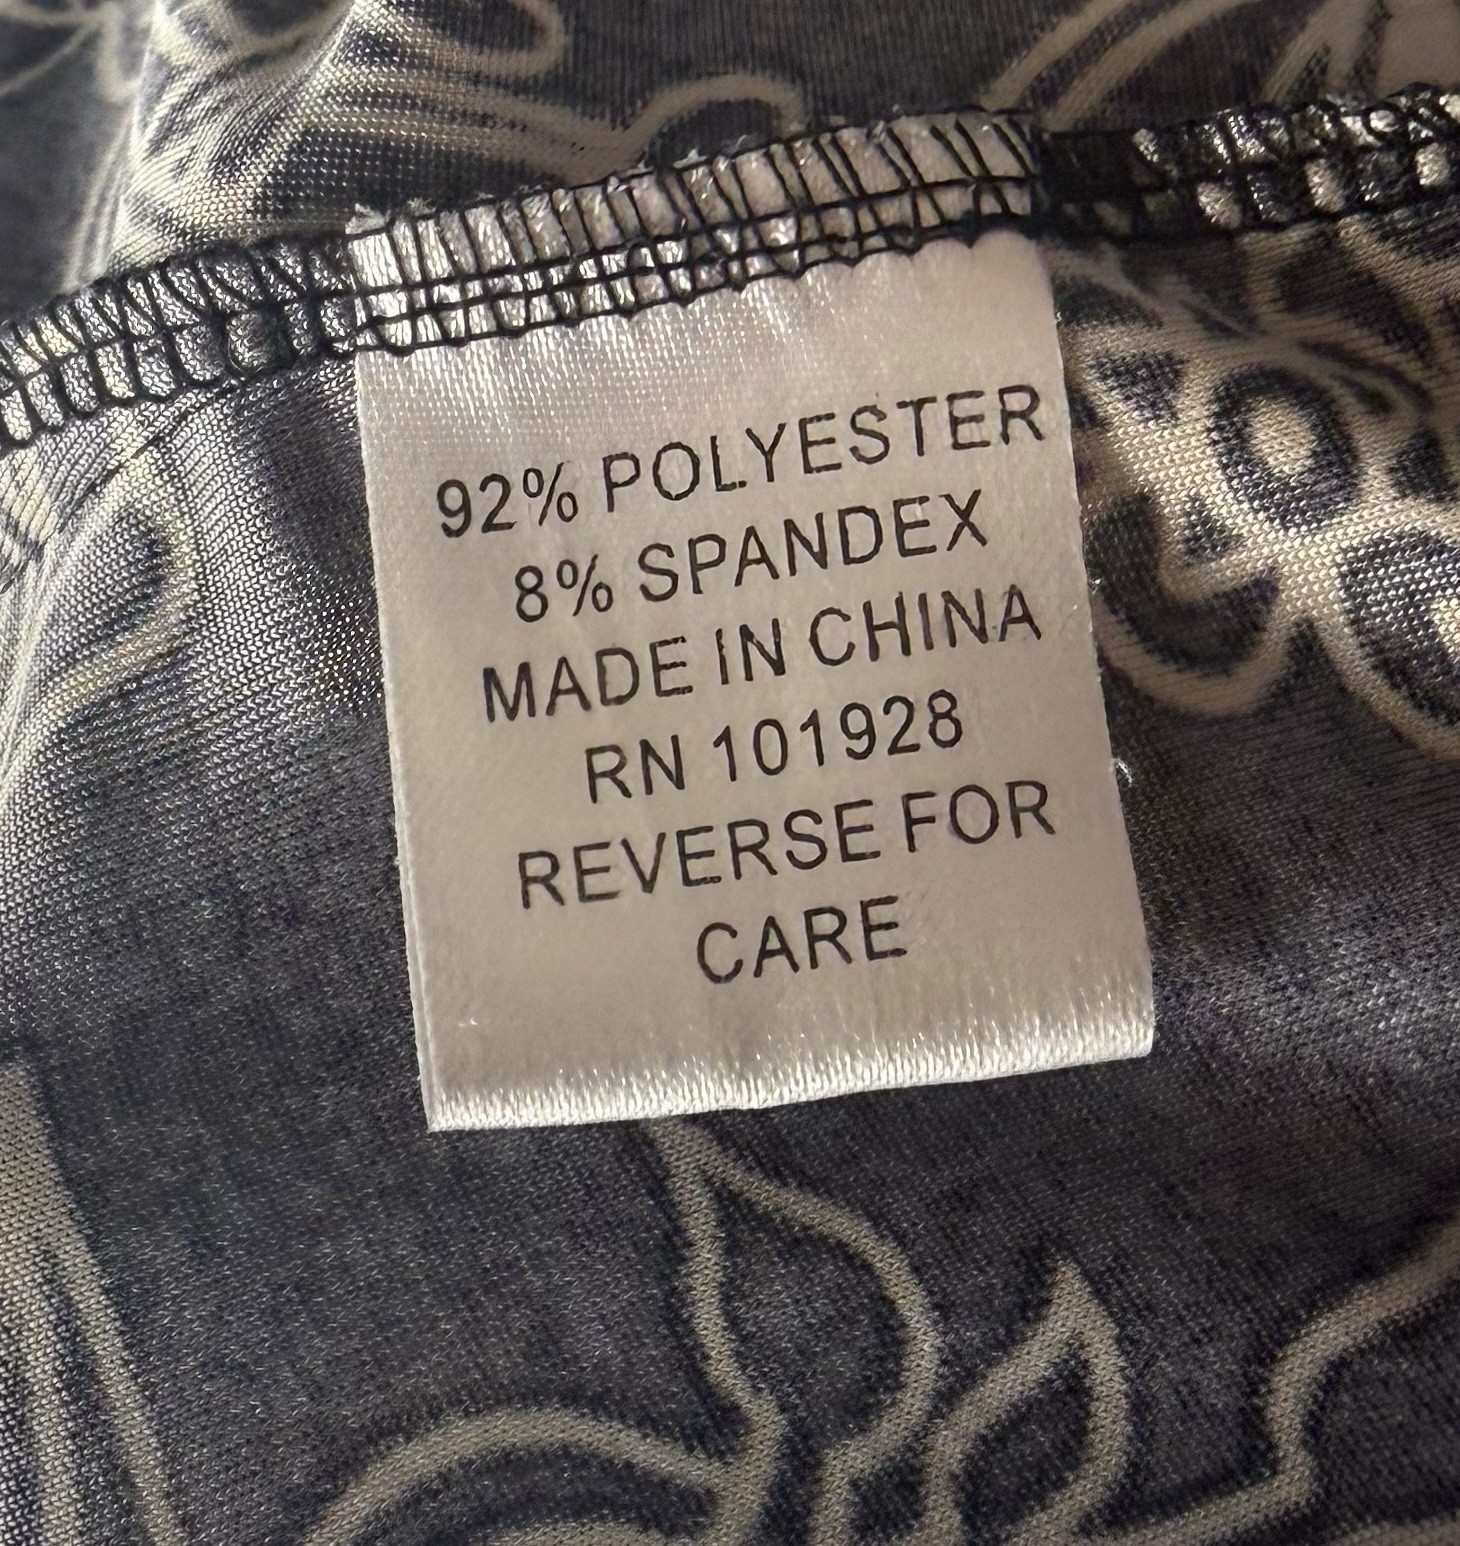 92% POLYESTER
8% SPANDEX
MADE IN CHINA
RN 101928
REVERSE FOR
CARE